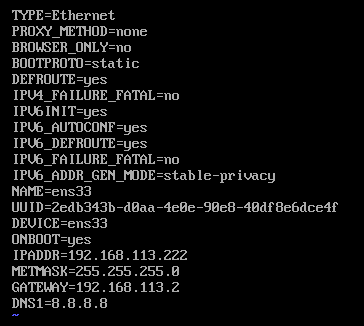 TYPE=Ethernet
PROXY_METHOD=none
BROWSER_ONLY=no
BOOTPROTO=static
DEFROUTE=yes
IPV4_FAILURE_FATAL=no
IPV6INIT=yes
IPV6_AUTOCONF=yes
IPV6_DEFROUTE=yes
IPV6_FAILURE_FATAL=no
IPV6_ADDR_GEN_MODE=stable-privacy
NAME=ens33
UUID=2edb343b-d0aa-4e0e-90e8-40df8e6dce4f
DEVICE=ens33
ONBOOT=yes
IPADDR=192.168.113.222
METMASK=255.255.255.0
GATEWAY=192.168.113.2
DNS1=8.8.8.8
~